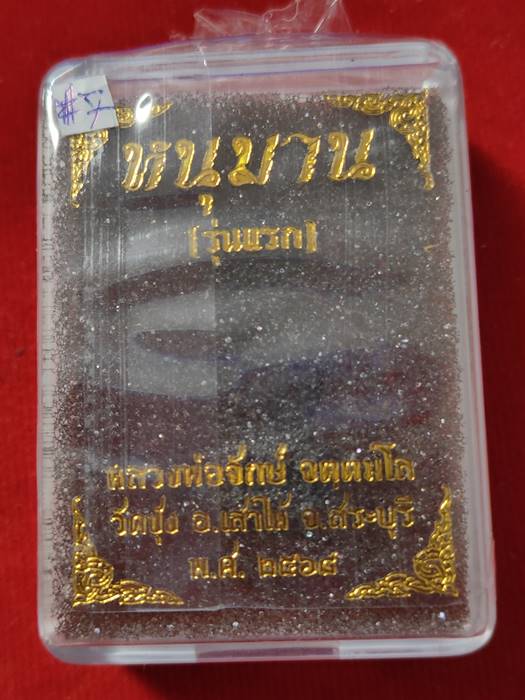 หนุมาน
(รุ่นแรก)
หลวงพ่อจักษ์ จตตมโล
วัดชุ้ง อ.เสาไห้ จ.สระบุรี
พ.ศ. ๒๕๖๘